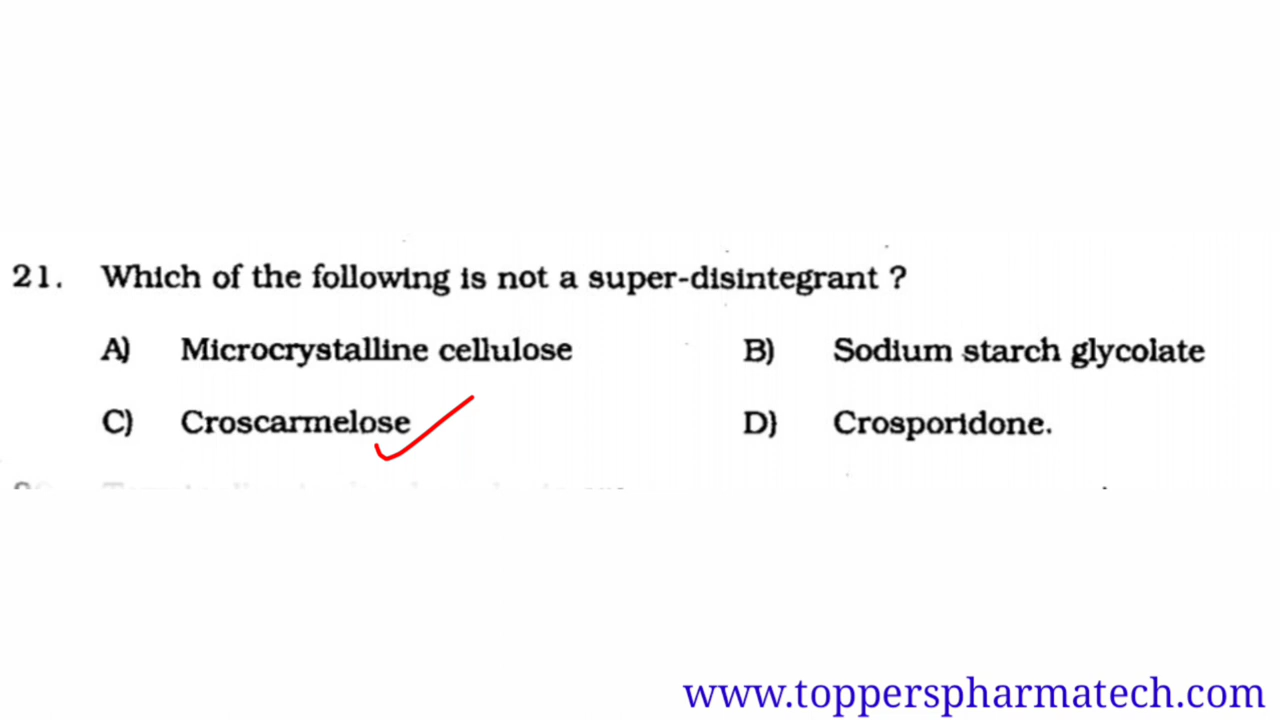 21. Which of the following is not a super-disintegrant ?
A) Microcrystalline cellulose B) Sodium starch glycolate
C) Croscarmelose D) Crosporidone.
www.topperspharmatech.com